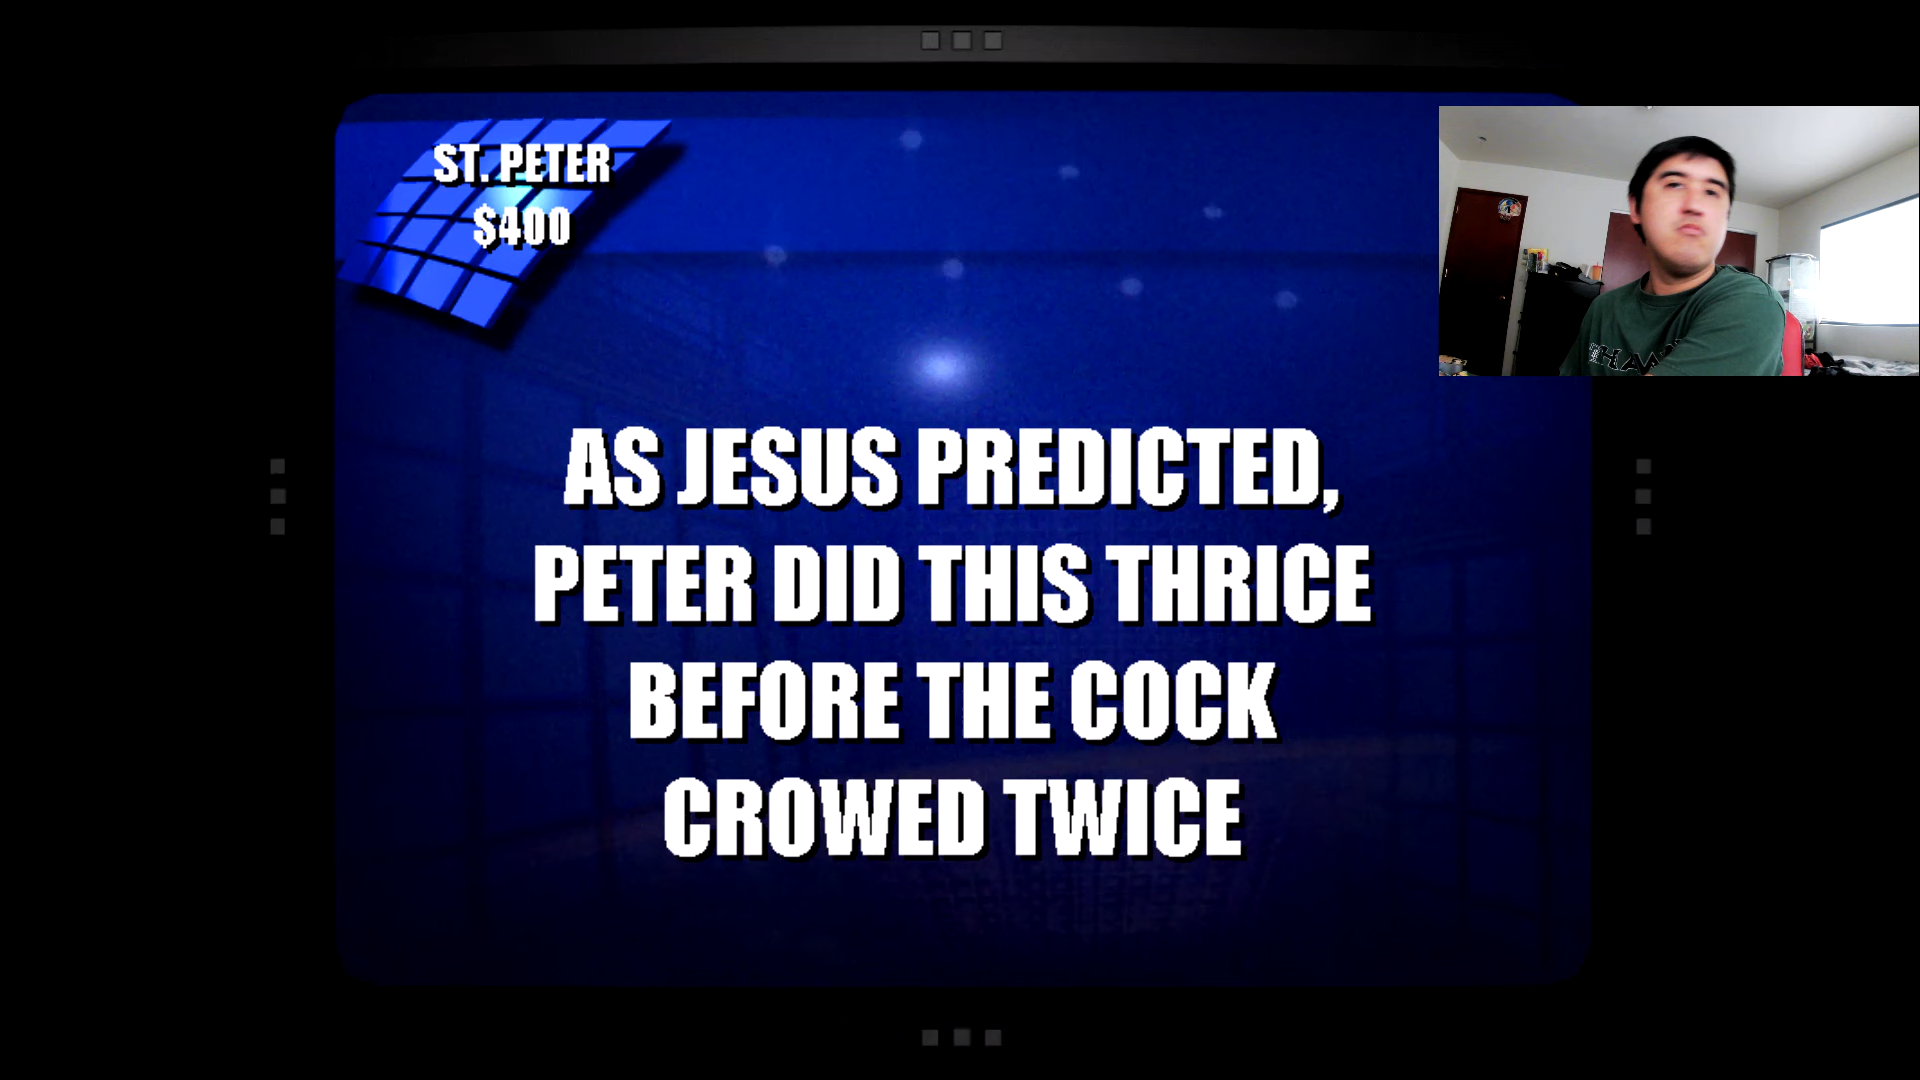 ST. PETER
$400
AS JESUS PREDICTED,
PETER DID THIS THRICE
BEFORE THE COCK
CROWED TWICE